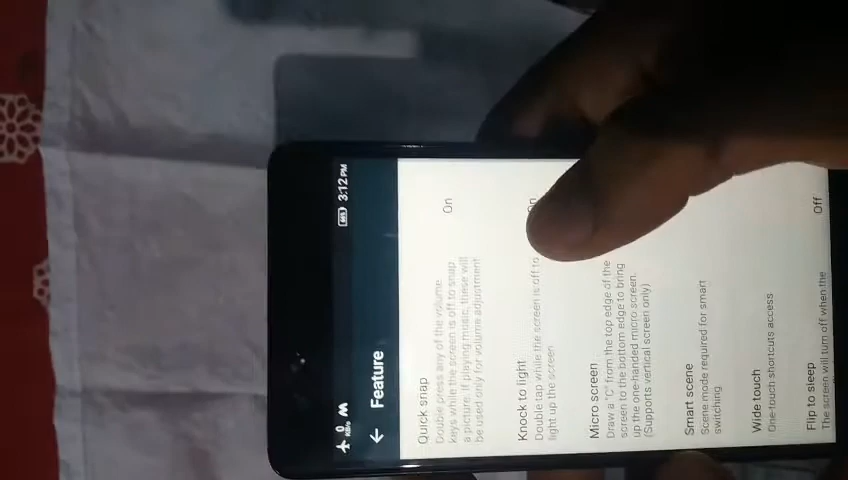 0
KB/s
66%
3:12 PM
Feature
Quick snap
Double press any of the volume
keys while the screen is off to snap
a picture. If playing music, these will
be used only for volume adjustment
On
Knock to light
Double tap while the screen is off to
light up the screen
On
Micro screen
Draw a "C" from the top edge of the
screen to the bottom edge to bring
up the one-handed micro screen.
(Supports vertical screen only)
Smart scene
Scene mode required for smart
switching
Wide touch
One-touch shortcuts access
Flip to sleep
The screen will turn off when the
Off